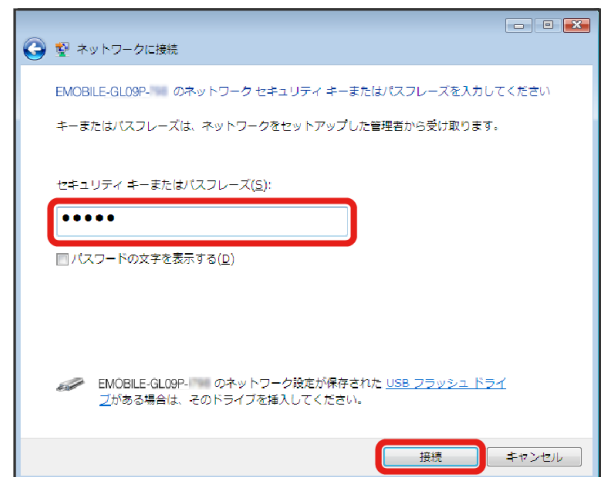 ネットワークに接続
EMOBILE-GL09P- のネットワーク セキュリティ キーまたはパスフレーズを入力してください
キーまたはパスフレーズは、ネットワークをセットアップした管理者から受け取ります。
セキュリティ キーまたはパスフレーズ(S):
●●●●●
パスワードの文字を表示する(D)
EMOBILE-GL09P- のネットワーク設定が保存された USB フラッシュ ドライ
ブがある場合は、そのドライブを挿入してください。
接続 キャンセル